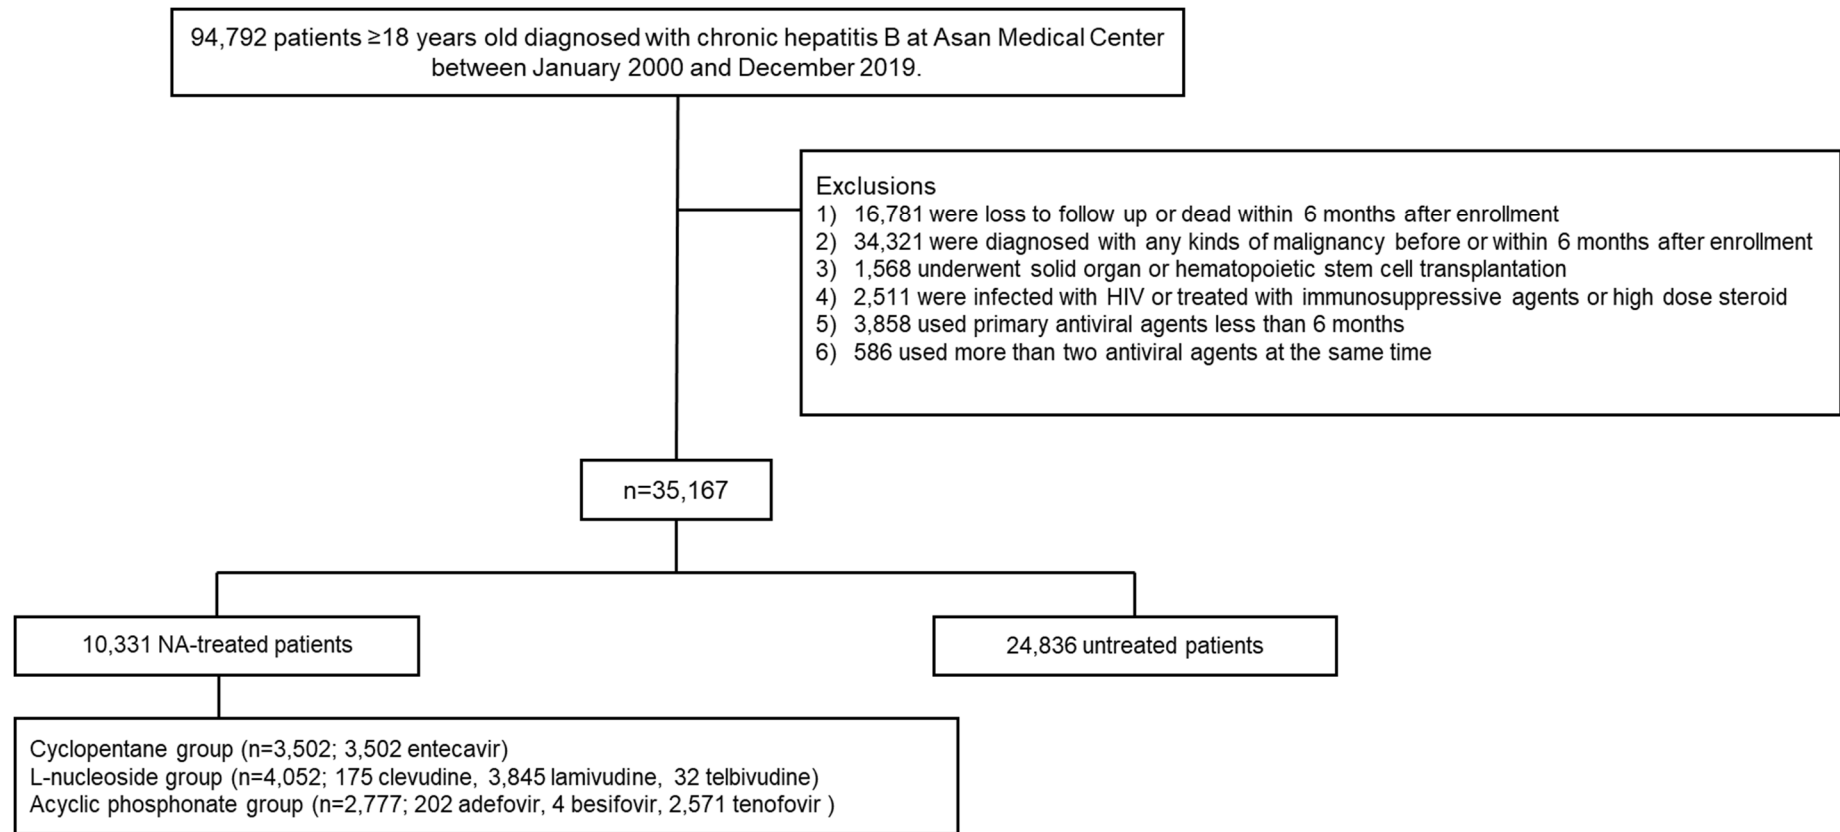 94,792 patients ≥18 years old diagnosed with chronic hepatitis B at Asan Medical Center
between January 2000 and December 2019.
Exclusions
1) 16,781 were loss to follow up or dead within 6 months after enrollment
2) 34,321 were diagnosed with any kinds of malignancy before or within 6 months after enrollment
3) 1,568 underwent solid organ or hematopoietic stem cell transplantation
4) 2,511 were infected with HIV or treated with immunosuppressive agents or high dose steroid
5) 3,858 used primary antiviral agents less than 6 months
6) 586 used more than two antiviral agents at the same time
n=35,167
10,331 NA-treated patients
24,836 untreated patients
Cyclopentane group (n=3,502; 3,502 entecavir)
L-nucleoside group (n=4,052; 175 clevudine, 3,845 lamivudine, 32 telbivudine)
Acyclic phosphonate group (n=2,777; 202 adefovir, 4 besifovir, 2,571 tenofovir )